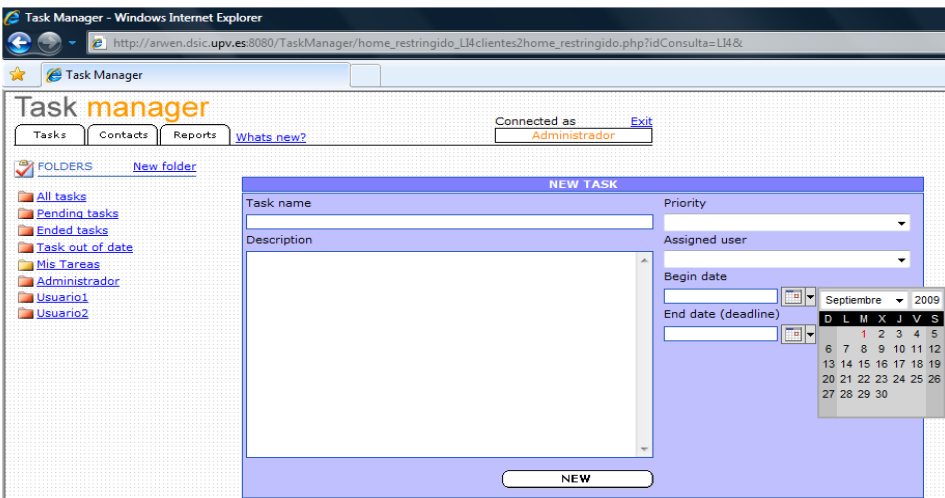 Task Manager - Windows Internet Explorer
http://arwen.dsic.upv.es:8080/TaskManager/home_restringido_LI4clientes2home_restringido.php?idConsulta=LI4&
Task Manager
Task manager
Connected as Exit
Tasks Contacts Reports Whats new? Administrador
FOLDERS New folder
NEW TASK
All tasks
Pending tasks
Ended tasks
Task out of date
Mis Tareas
Administrador
Usuario1
Usuario2
Task name
Description
Priority
Assigned user
Begin date
End date (deadline)
Septiembre 2009
D L M X J V S
1 2 3 4 5
6 7 8 9 10 11 12
13 14 15 16 17 18 19
20 21 22 23 24 25 26
27 28 29 30
NEW